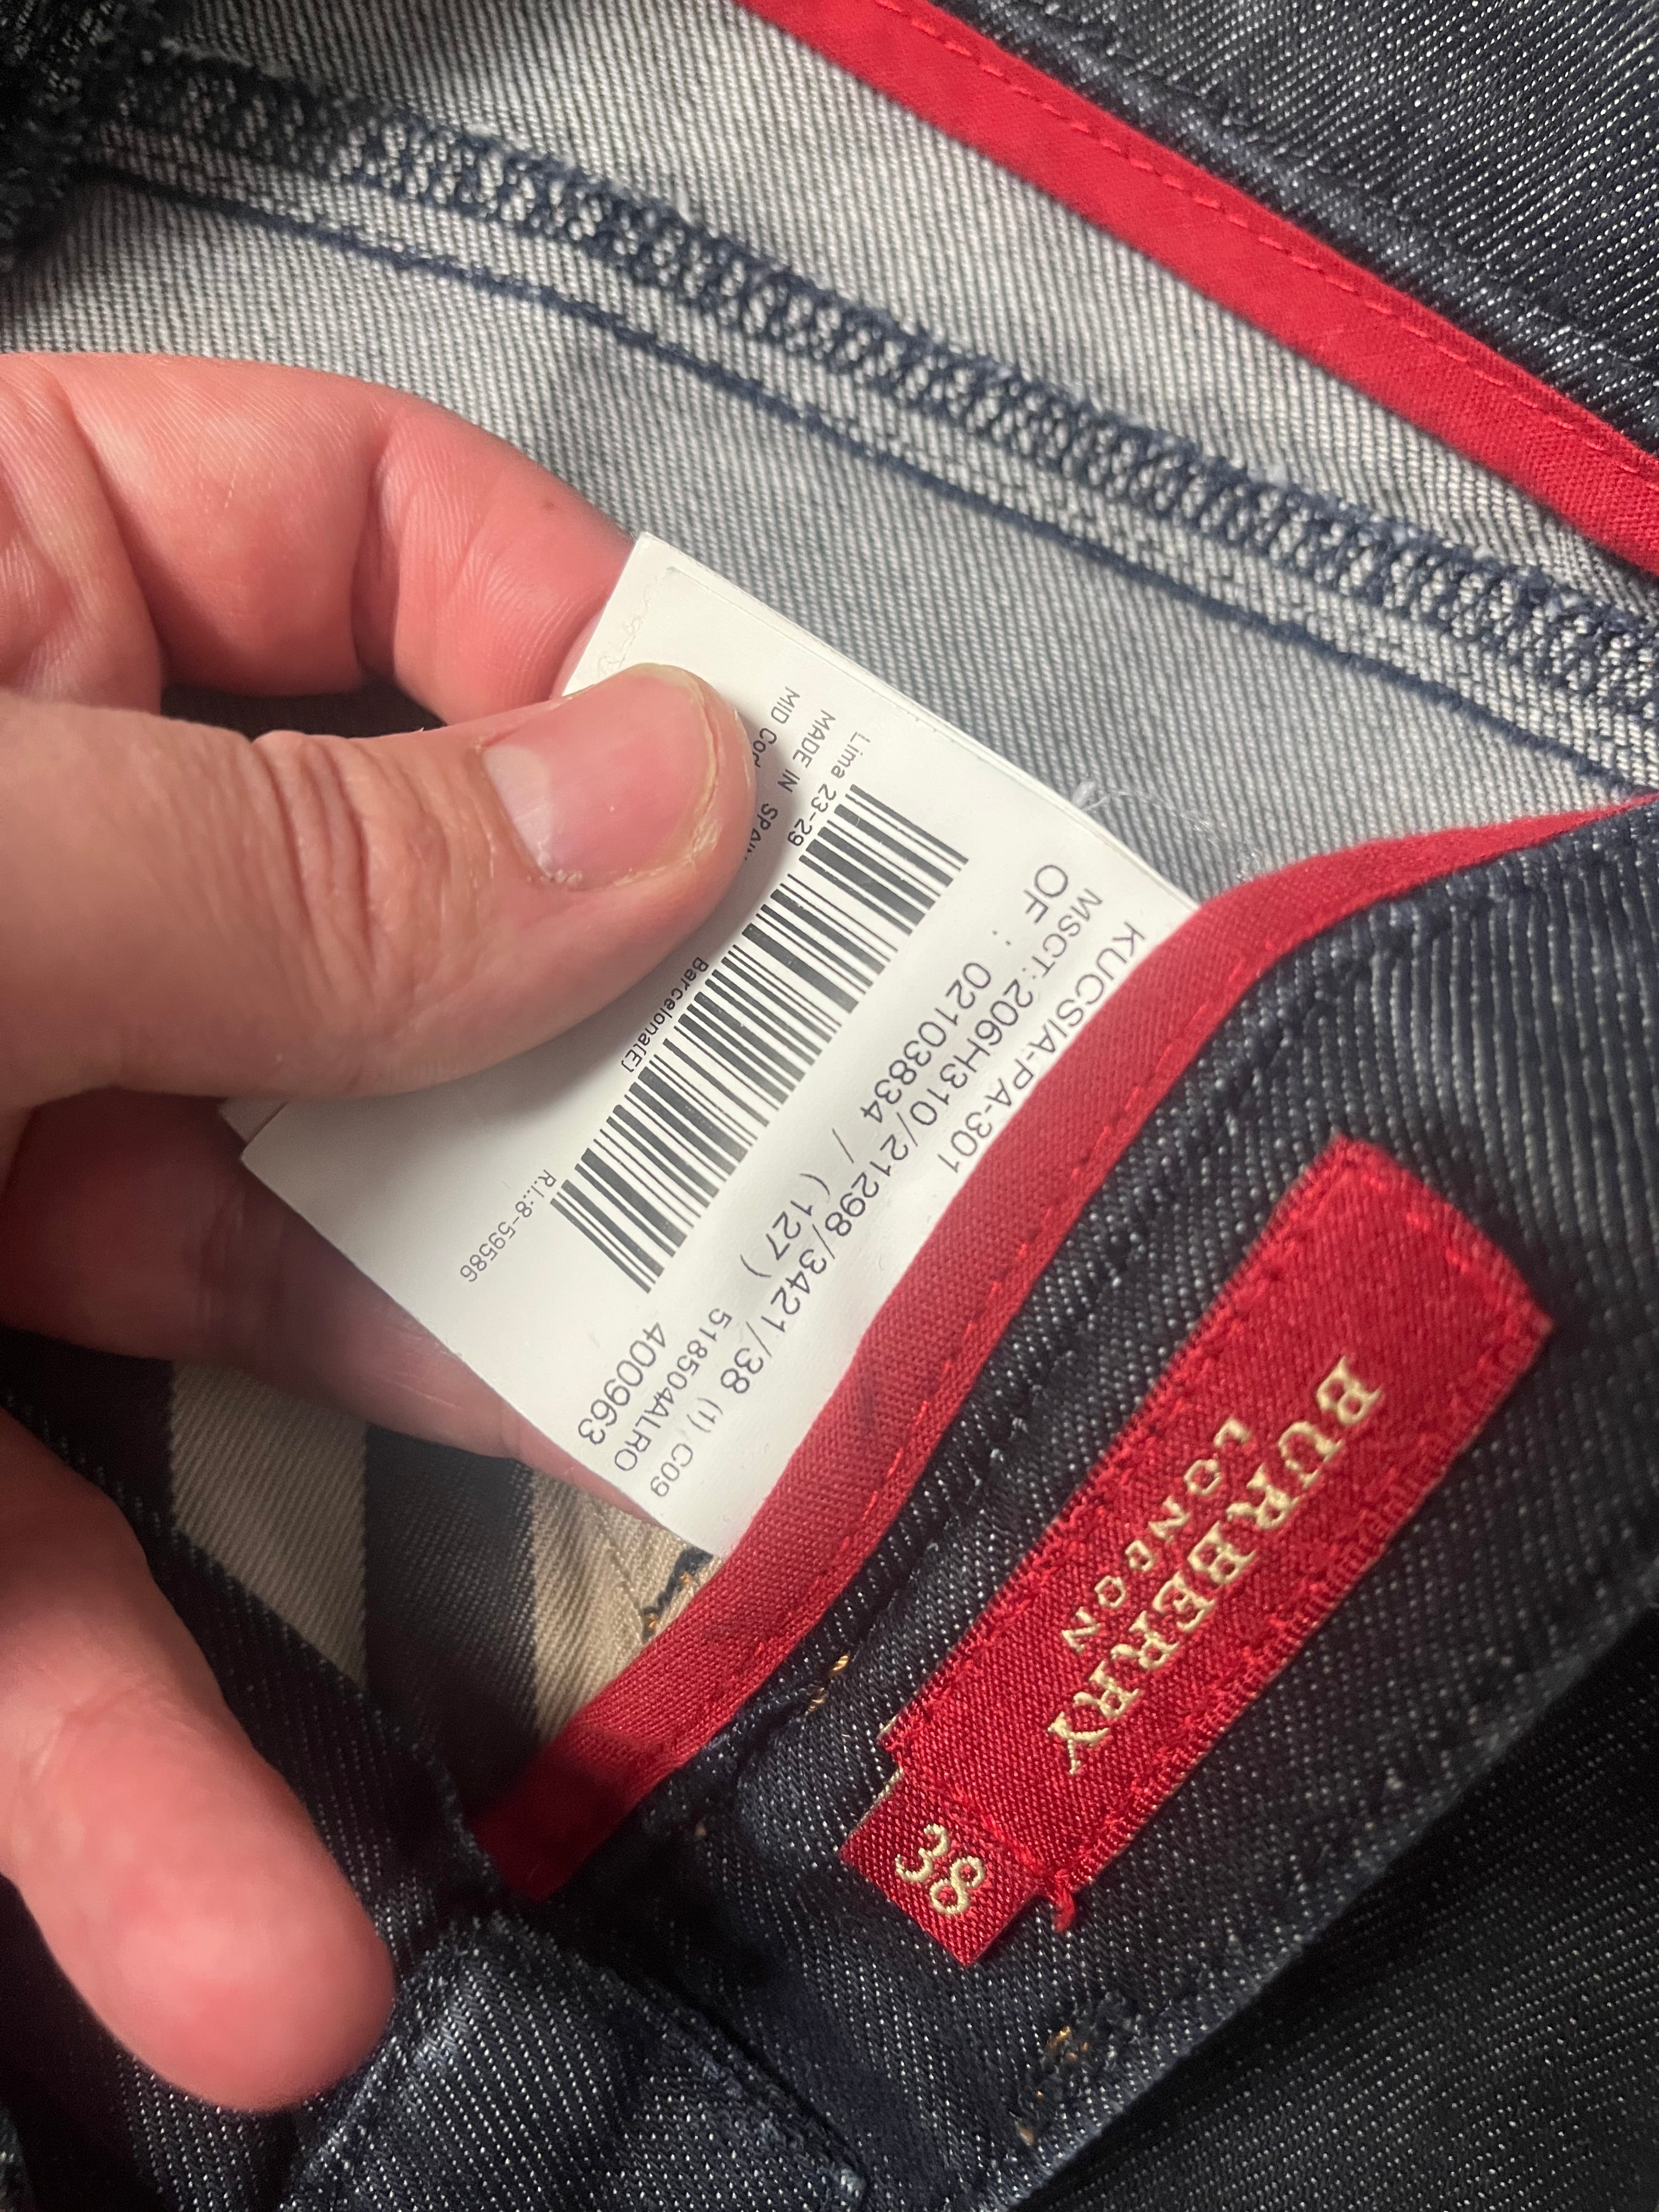 KUCSIA-PA-301
MSCT:206H310/21298/3421/38 (1) C09
OF : 02103834 / (127) 518504ALRO
400963
Lima 23-29 Barcelona[E] R.I.:8-59586
MADE IN
MID
BURBERRY
LONDON
38